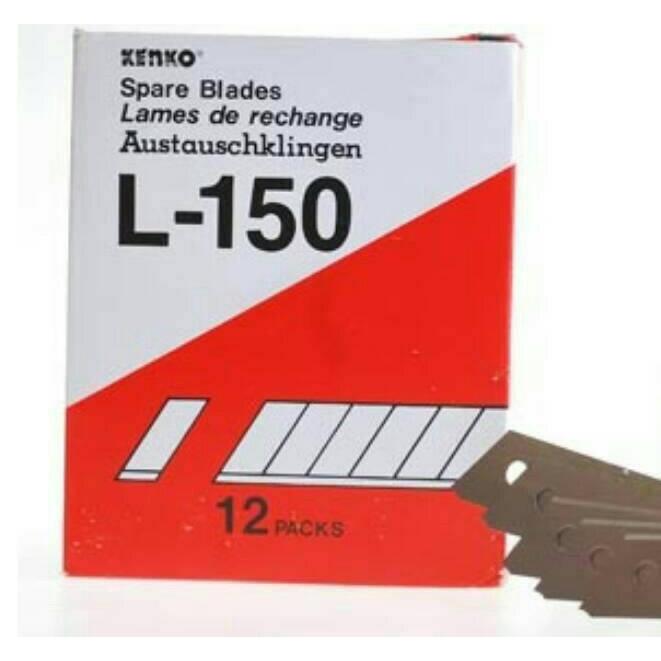 KENKO®
Spare Blades
Lames de rechange
Austauschklingen
L-150
12 PACKS